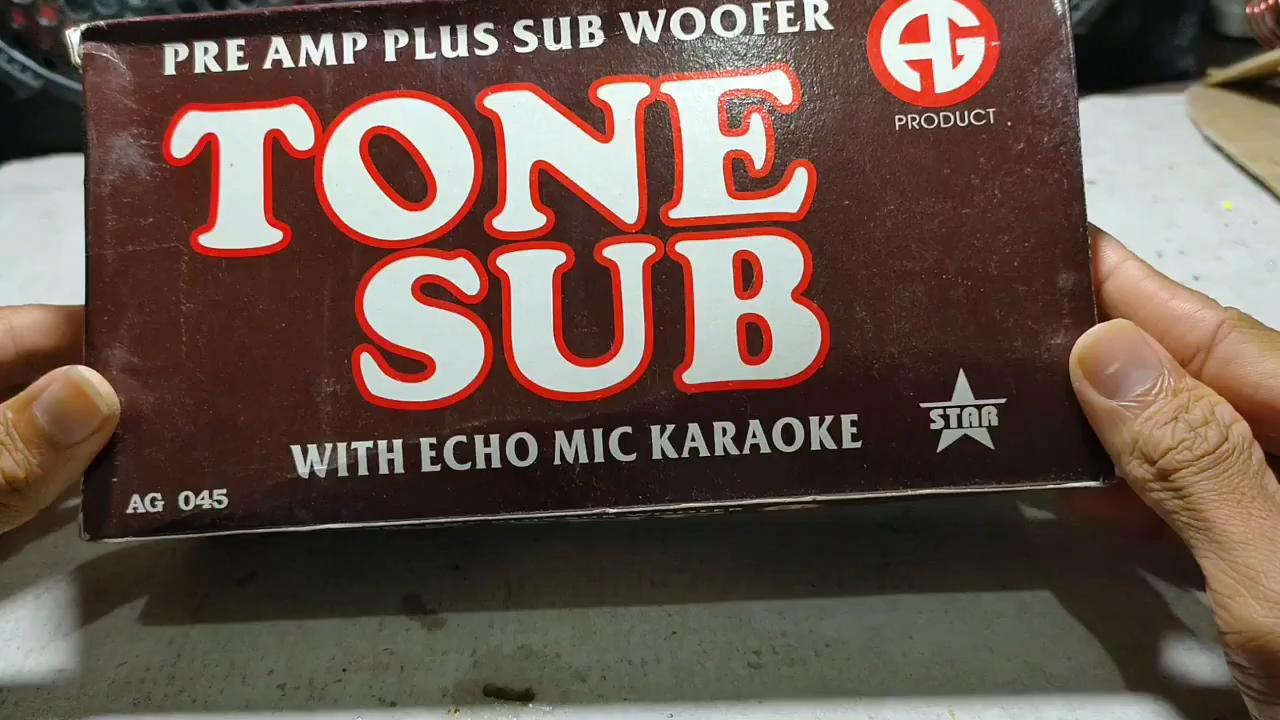 PRE AMP PLUS SUB WOOFER
AG
PRODUCT
TONE
SUB
WITH ECHO MIC KARAOKE
STAR
AG 045